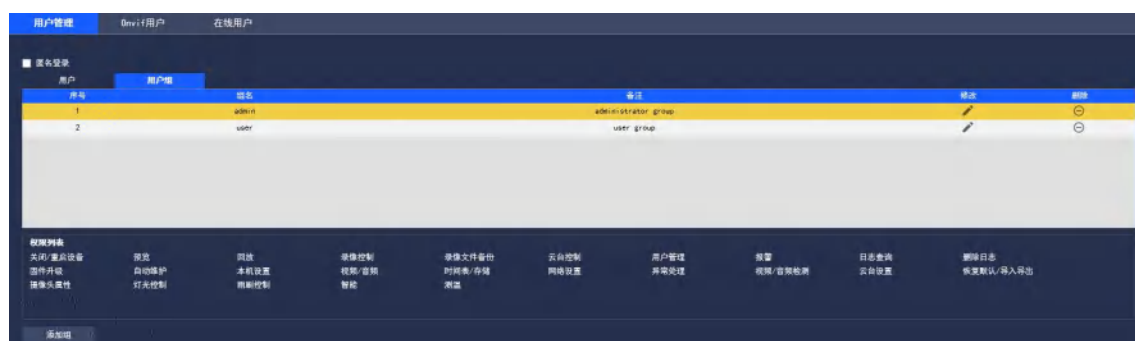 用户管理 Onvif用户 在线用户
匿名登录
用户 用户组
序号 组名 备注 修改 删除
1 admin administrator group
2 user user group
权限列表
关闭/重启设备 预览 回放 录像控制 录像文件备份 云台控制 用户管理 报警 日志查询 删除日志
固件升级 自动维护 本机设置 视频/音频 时间表/存储 网络设置 异常处理 视频/音频检测 云台设置 恢复默认/导入导出
摄像头属性 灯光控制 雨刷控制 智能 测温
添加组